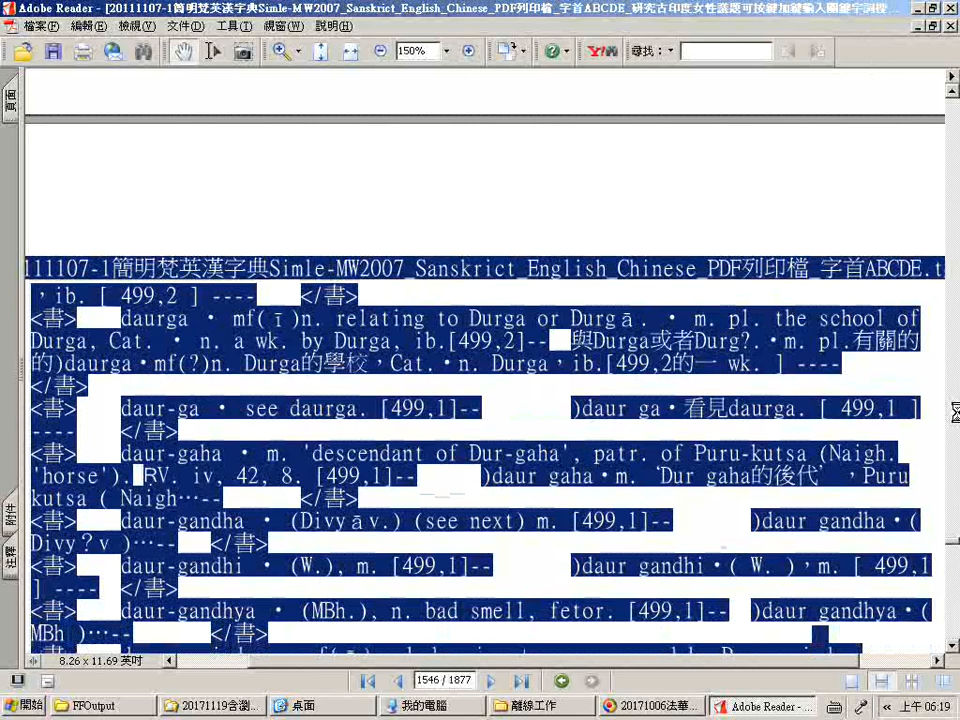 Adobe Reader - [20111107-1簡明梵英漢字典Simle-MW2007_Sanskrict_English_Chinese_PDF列印檔_字首ABCDE_研究古印度女性議題可按
檔案(F) 編輯(E) 檢視(V) 文件(D) 工具(T) 視窗(W) 說明(H)
150% 尋找:
頁面
111107-1簡明梵英漢字典Simle-MW2007_Sanskrict_English_Chinese_PDF列印檔_字首ABCDE.t
，ib. [ 499,2 ] ---- </書>
<書> daurga • mf(ī)n. relating to Durga or Durgā. • m. pl. the school of
Durga, Cat. • n. a wk. by Durga, ib.[499,2]-- 與Durga或者Durg?.•m. pl.有關的
的)daurga•mf(?)n. Durga的學校，Cat.•n. Durga，ib.[499,2的一 wk. ] ----
</書>
<書> daur-ga • see daurga. [499,1]-- )daur ga•看見daurga. [ 499,1 ]
---- </書>
<書> daur-gaha • m. 'descendant of Dur-gaha', patr. of Puru-kutsa (Naigh.
'horse'). RV. iv, 42, 8. [499,1]-- )daur gaha•m.‘Dur gaha的後代’，Puru
kutsa ( Naigh…-- </書>
<書> daur-gandha • (Divyāv.) (see next) m. [499,1]-- )daur gandha•(
Divy？v )…-- </書>
<書> daur-gandhi • (W.), m. [499,1]-- )daur gandhi•( W. )，m. [ 499,1
] ---- </書>
<書> daur-gandhya • (MBh.), n. bad smell, fetor. [499,1]-- )daur gandhya•(
MBh )…-- </書>
附件
注釋
8.26 x 11.69 英吋
1546 / 1877
開始 FFOutput 20171119含瀏... 桌面 我的電腦 離線工作 20171006法華... Adobe Reader - ... 上午 06:19